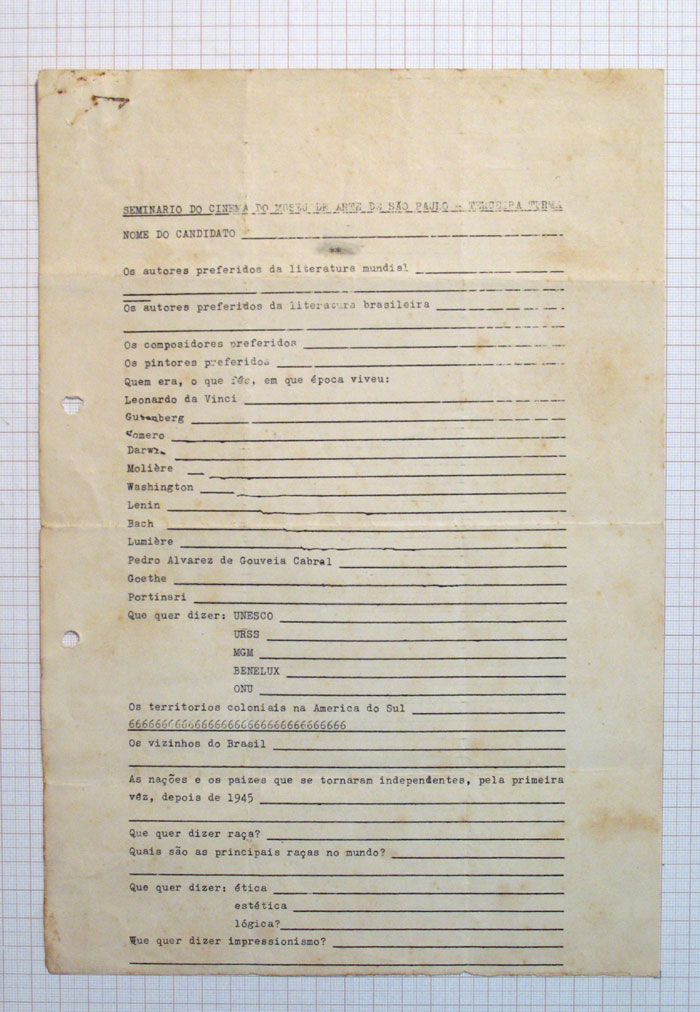 SEMINARIO DO CINEMA DO MUSEU DE ARTE DE SÃO PAULO - TERCEIRA TURMA
NOME DO CANDIDATO
Os autores preferidos da literatura mundial
Os autores preferidos da literatura brasileira
Os compositores preferidos
Os pintores preferidos
Quem era, o que fês, em que época viveu:
Leonardo da Vinci
Gutenberg
Homero
Darwin
Molière
Washington
Lenin
Bach
Lumière
Pedro Alvarez de Gouveia Cabral
Goethe
Portinari
Que quer dizer: UNESCO
URSS
MGM
BENELUX
ONU
Os territorios coloniais na America do Sul
6666666666666666666666666666666666
Os vizinhos do Brasil
As nações e os paizes que se tornaram independentes, pela primeira
vêz, depois de 1945
Que quer dizer raça?
Quais são as principais raças no mundo?
Que quer dizer: ética
estética
lógica?
Que quer dizer impressionismo?